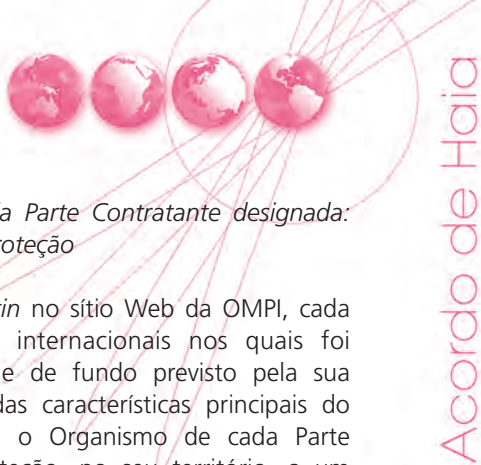 Acordo de Haia
a Parte Contratante designada:
roteção
tin no sítio Web da OMPI, cada
internacionais nos quais foi
e de fundo previsto pela sua
das características principais do
o Organismo de cada Parte